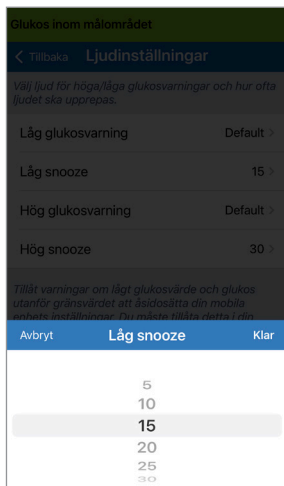 Glukos inom målområdet
Tillbaka Ljudinställningar
Välj ljud för höga/låga glukosvarningar och hur ofta
ljudet ska upprepas.
Låg glukosvarning Default
Låg snooze 15
Hög glukosvarning Default
Hög snooze 30
Tillåt varningar om lågt glukosvärde och glukos
utanför gränsvärdet att åsidosätta din mobila
enhets inställningar. Du måste tillåta detta i din
Avbryt Låg snooze Klar
5
10
15
20
25
30